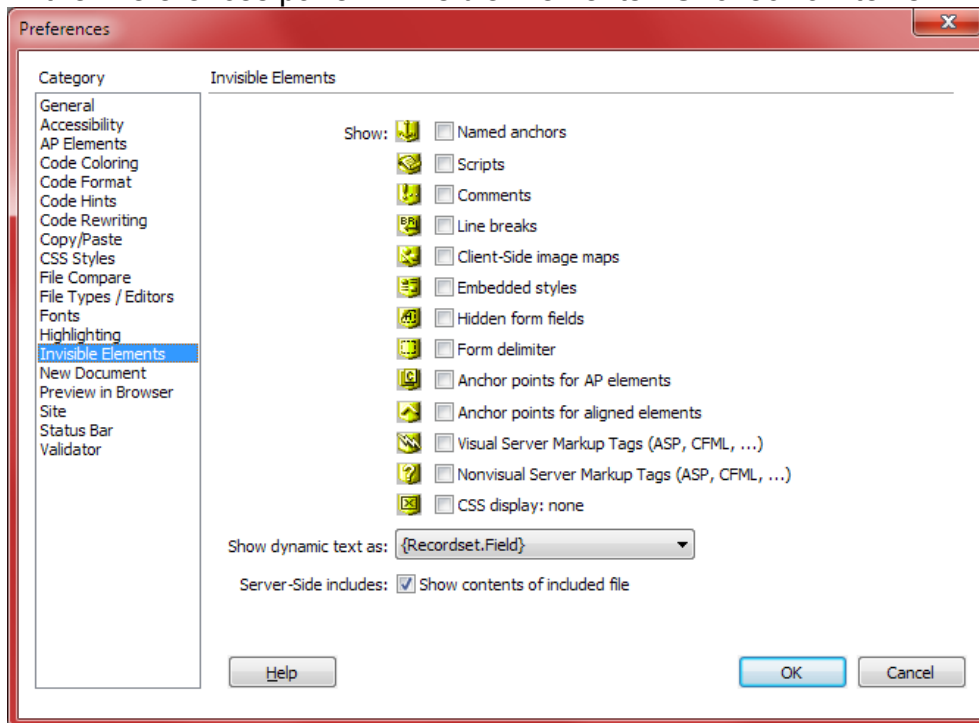 Preferences
X
Category
Invisible Elements
General
Accessibility
AP Elements
Code Coloring
Code Format
Code Hints
Code Rewriting
Copy/Paste
CSS Styles
File Compare
File Types / Editors
Fonts
Highlighting
Invisible Elements
New Document
Preview in Browser
Site
Status Bar
Validator
Show:
Named anchors
Scripts
Comments
BR Line breaks
Client-Side image maps
Embedded styles
Hidden form fields
Form delimiter
C Anchor points for AP elements
Anchor points for aligned elements
Visual Server Markup Tags (ASP, CFML, ...)
? Nonvisual Server Markup Tags (ASP, CFML, ...)
CSS display: none
Show dynamic text as: {Recordset.Field}
Server-Side includes: Show contents of included file
Help
OK
Cancel